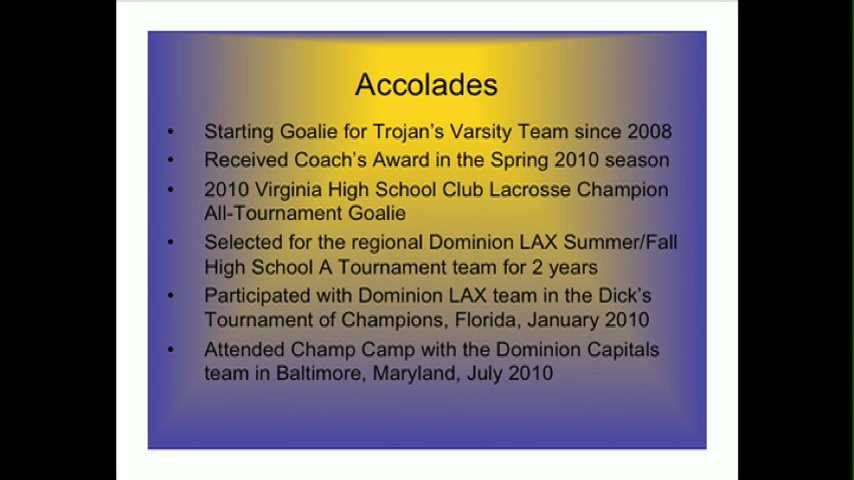 Accolades
• Starting Goalie for Trojan's Varsity Team since 2008
• Received Coach's Award in the Spring 2010 season
• 2010 Virginia High School Club Lacrosse Champion
All-Tournament Goalie
• Selected for the regional Dominion LAX Summer/Fall
High School A Tournament team for 2 years
• Participated with Dominion LAX team in the Dick's
Tournament of Champions, Florida, January 2010
• Attended Champ Camp with the Dominion Capitals
team in Baltimore, Maryland, July 2010